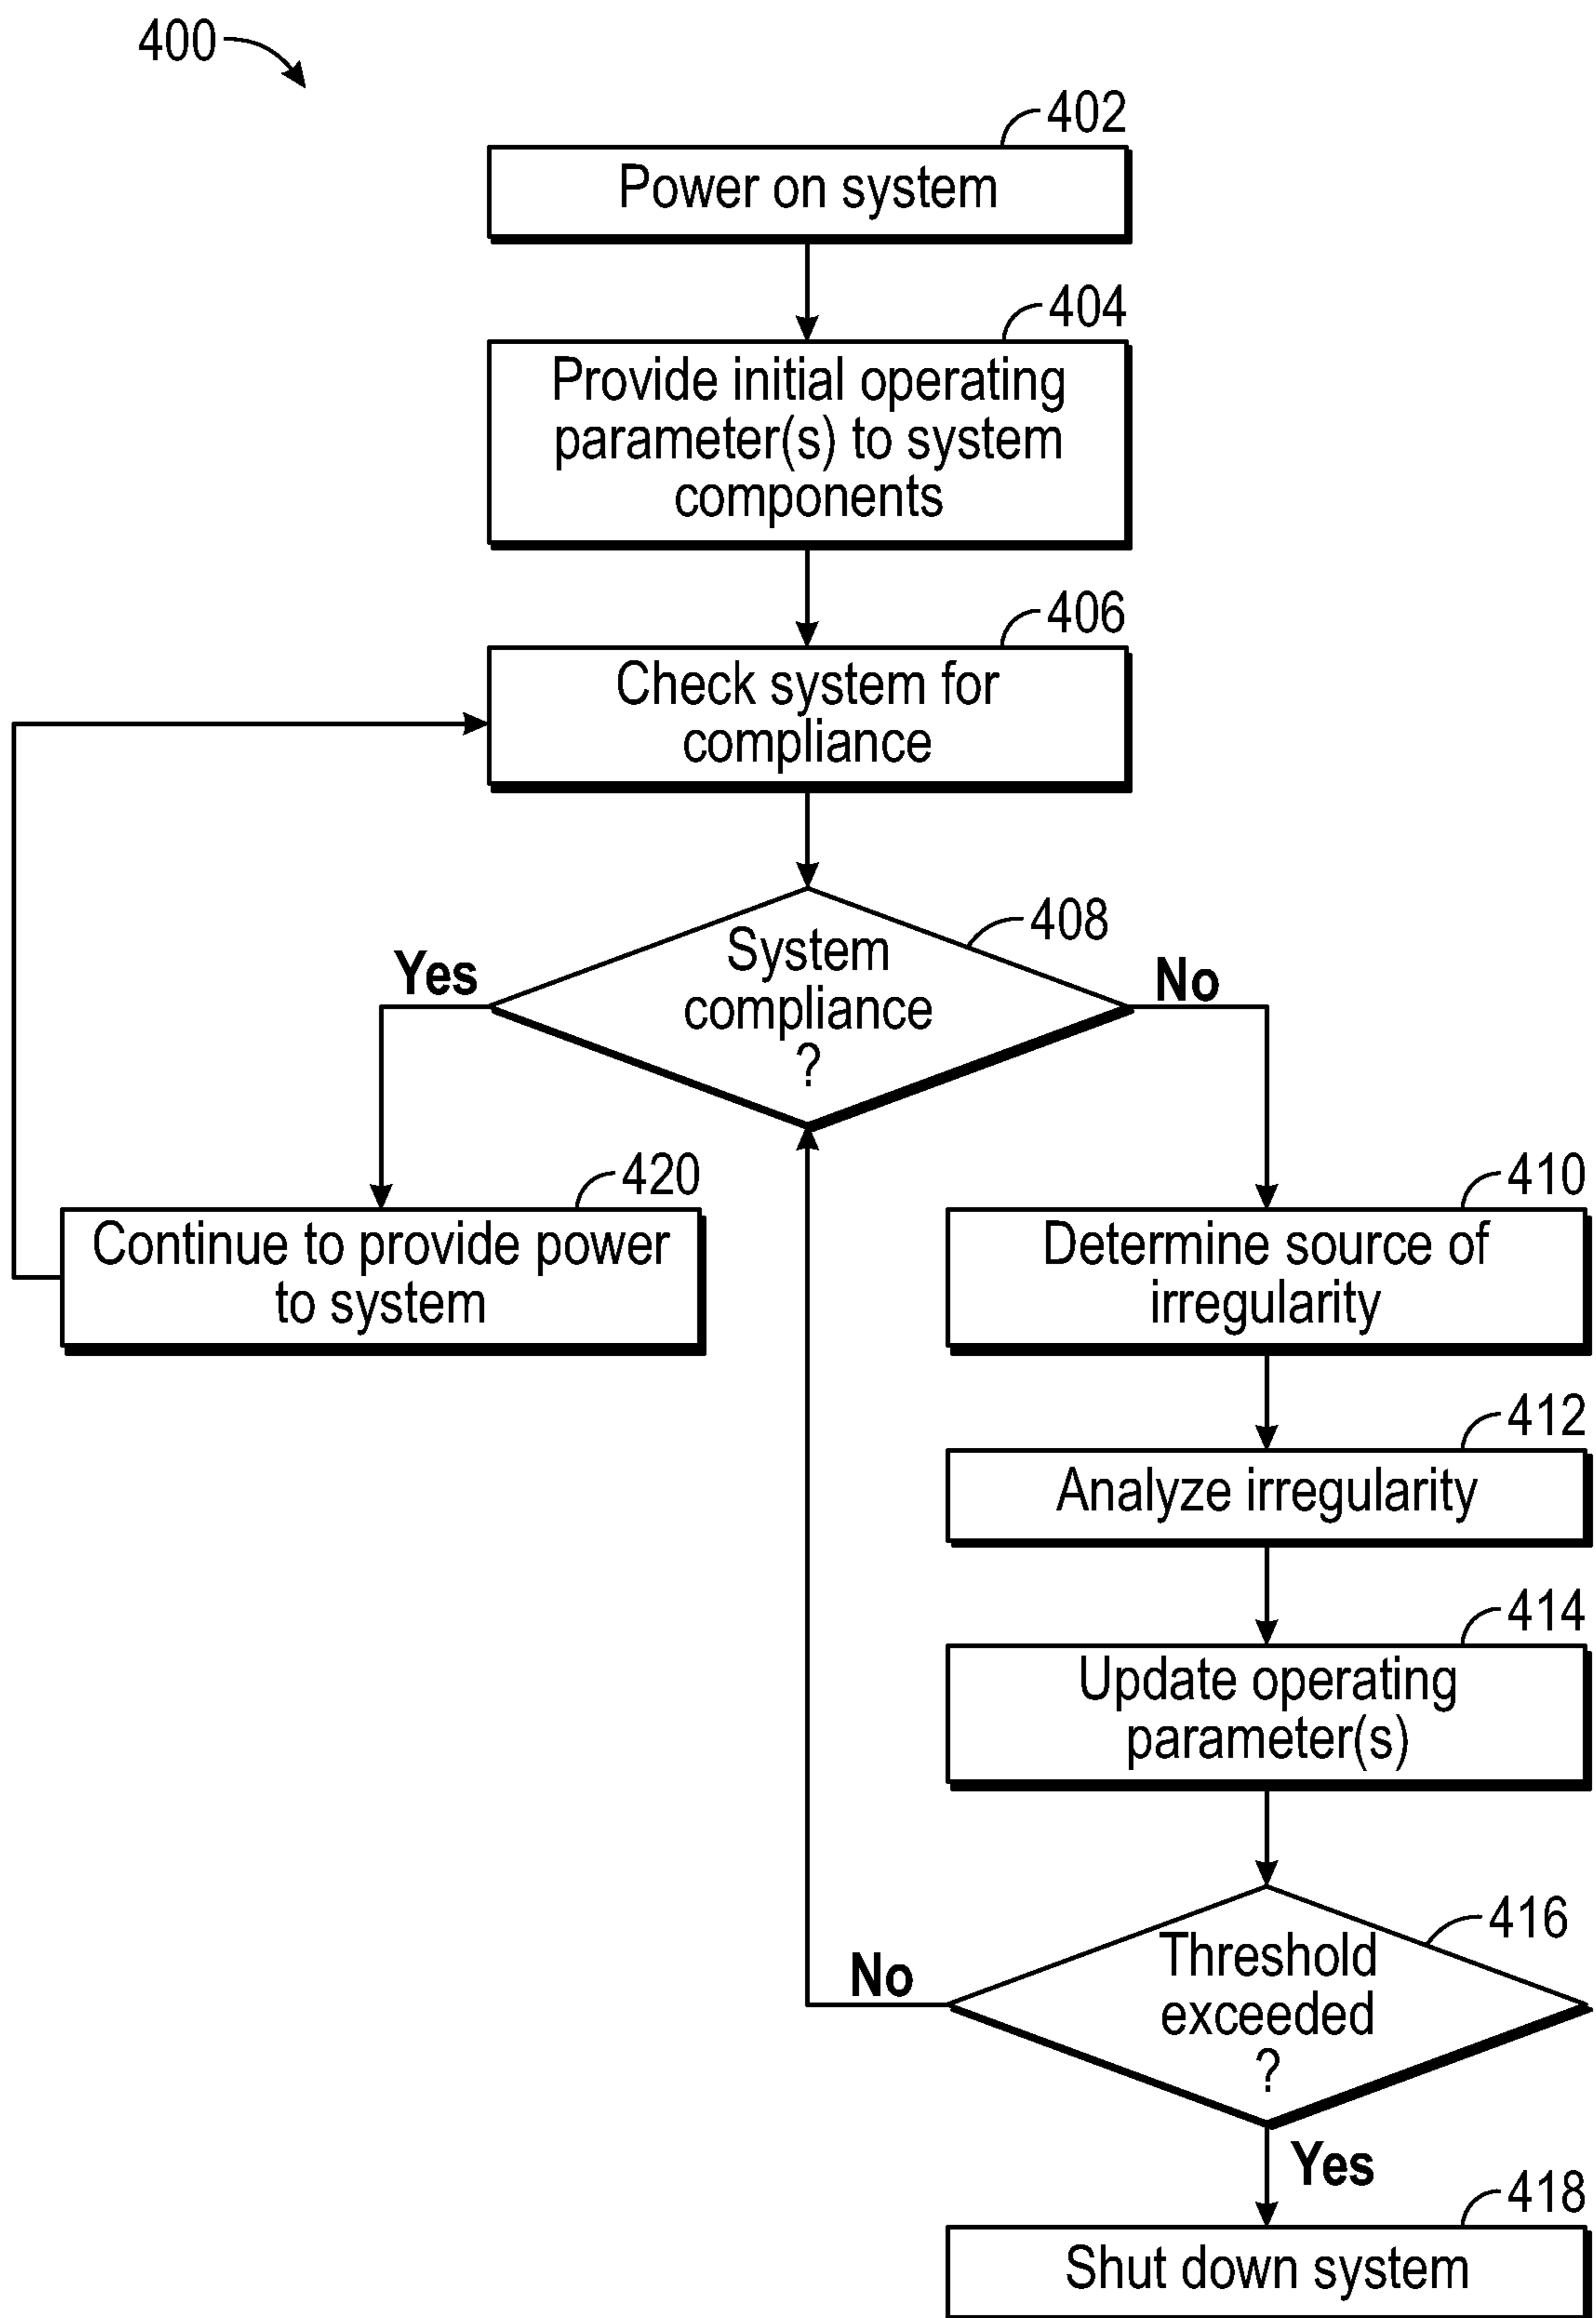 400
402
Power on system
404
Provide initial operating
parameter(s) to system
components
406
Check system for
compliance
408
System
compliance
?
Yes
No
420
Continue to provide power
to system
410
Determine source of
irregularity
412
Analyze irregularity
414
Update operating
parameter(s)
416
Threshold
exceeded
?
No
Yes
418
Shut down system